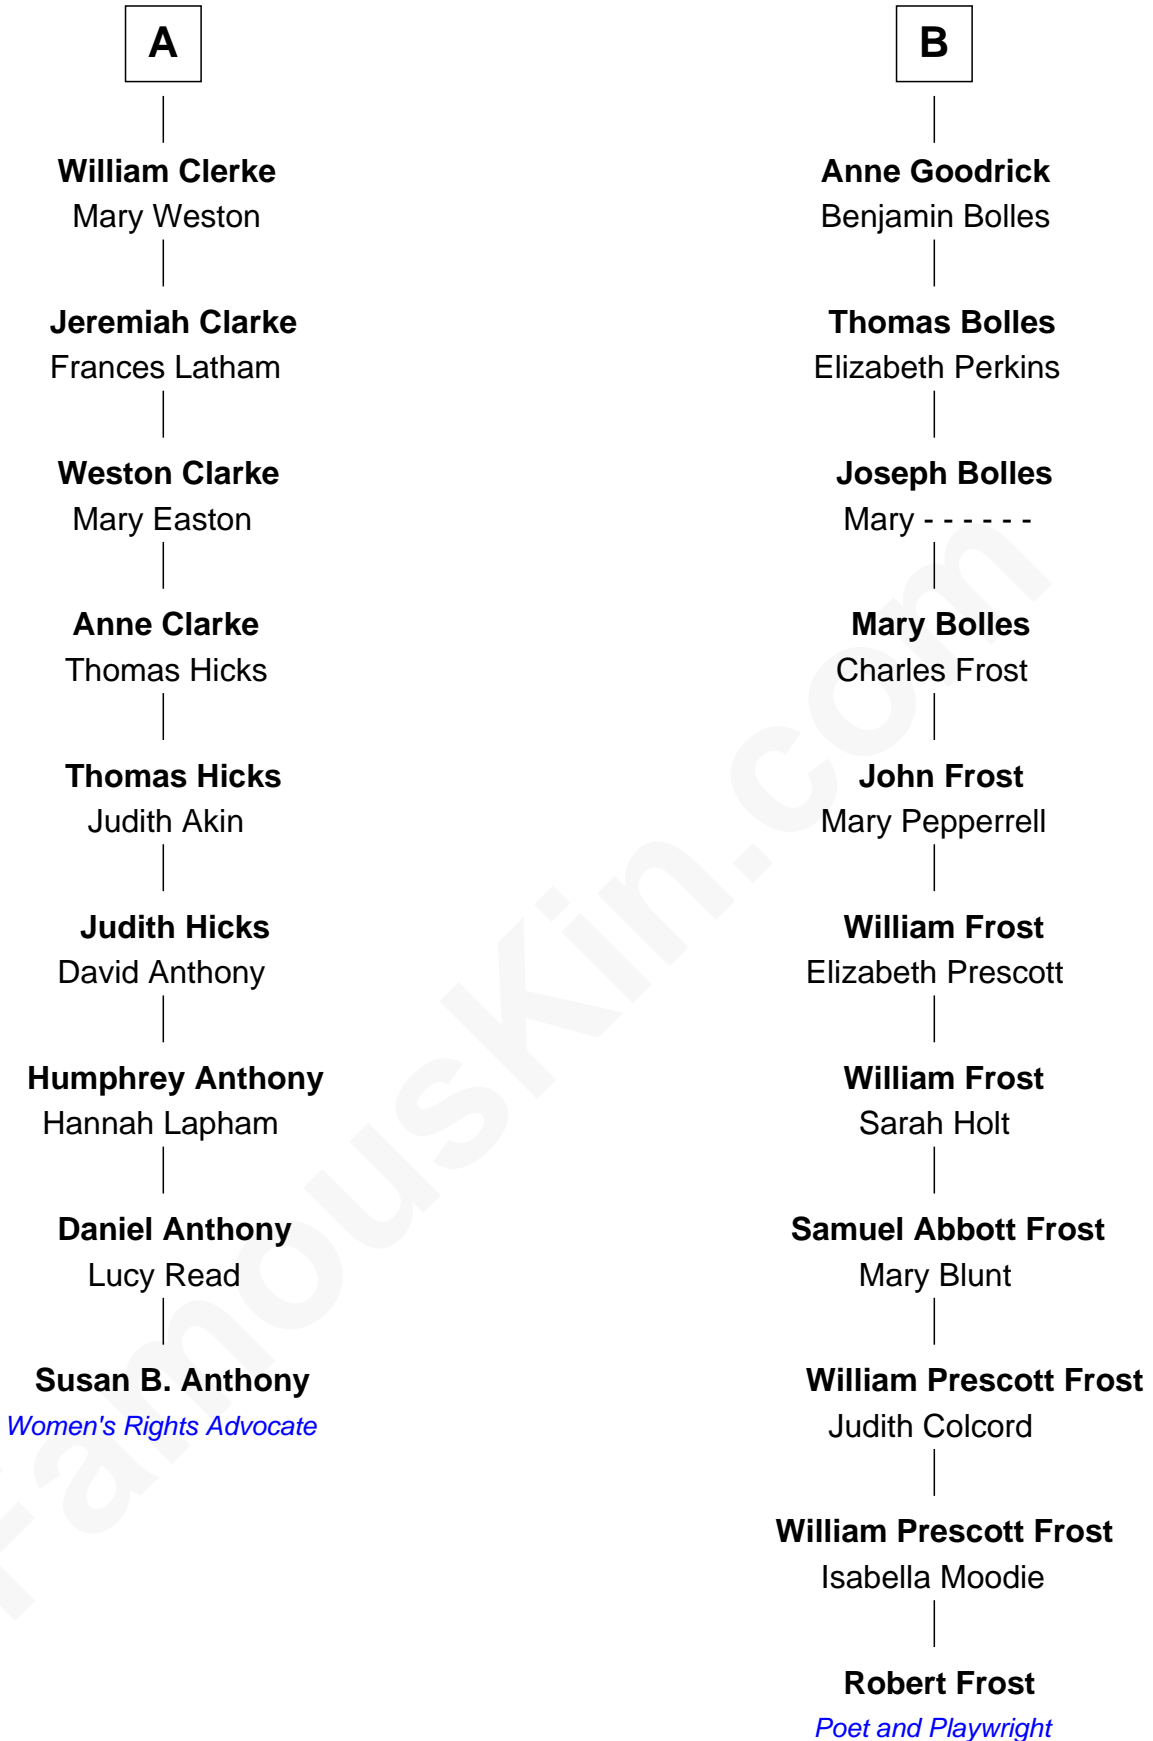 A
William Clerke
Mary Weston
Jeremiah Clarke
Frances Latham
Weston Clarke
Mary Easton
Anne Clarke
Thomas Hicks
Thomas Hicks
Judith Akin
Judith Hicks
David Anthony
Humphrey Anthony
Hannah Lapham
Daniel Anthony
Lucy Read
Susan B. Anthony
Women's Rights Advocate
B
Anne Goodrick
Benjamin Bolles
Thomas Bolles
Elizabeth Perkins
Joseph Bolles
Mary - - - - - -
Mary Bolles
Charles Frost
John Frost
Mary Pepperrell
William Frost
Elizabeth Prescott
William Frost
Sarah Holt
Samuel Abbott Frost
Mary Blunt
William Prescott Frost
Judith Colcord
William Prescott Frost
Isabella Moodie
Robert Frost
Poet and Playwright
FamousKin.com